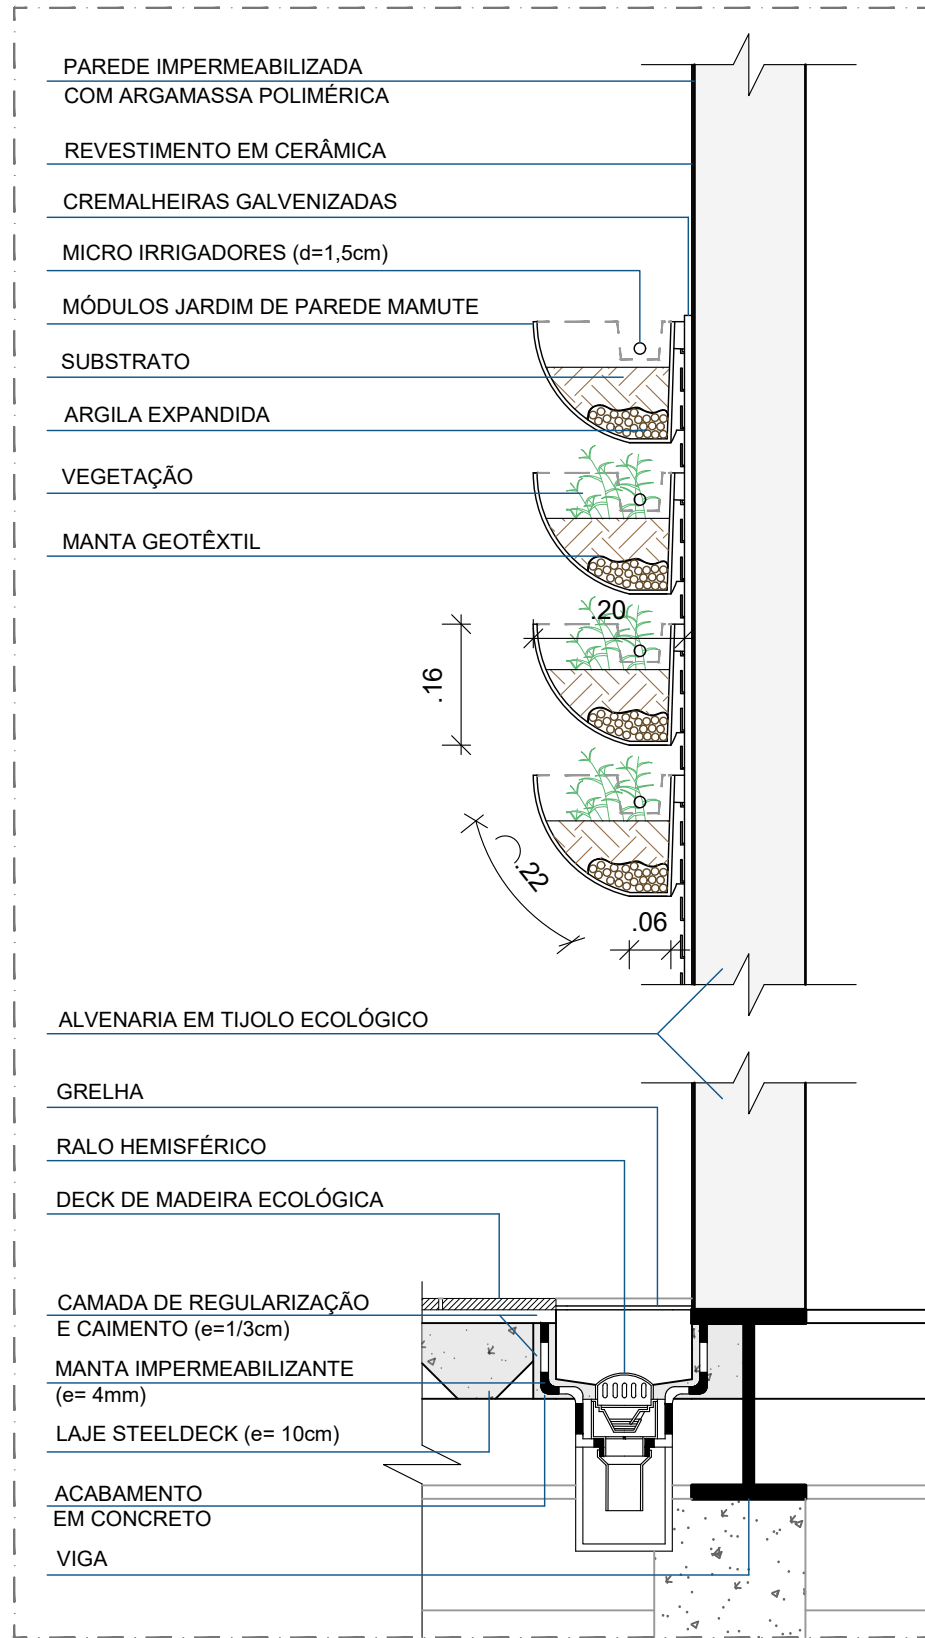 PAREDE IMPERMEABILIZADA
COM ARGAMASSA POLIMÉRICA
REVESTIMENTO EM CERÂMICA
CREMALHEIRAS GALVENIZADAS
MICRO IRRIGADORES (d=1,5cm)
MÓDULOS JARDIM DE PAREDE MAMUTE
SUBSTRATO
ARGILA EXPANDIDA
VEGETAÇÃO
MANTA GEOTÊXTIL
.20
.16
.22
.06
ALVENARIA EM TIJOLO ECOLÓGICO
GRELHA
RALO HEMISFÉRICO
DECK DE MADEIRA ECOLÓGICA
CAMADA DE REGULARIZAÇÃO
E CAIMENTO (e=1/3cm)
MANTA IMPERMEABILIZANTE
(e= 4mm)
LAJE STEELDECK (e= 10cm)
ACABAMENTO
EM CONCRETO
VIGA